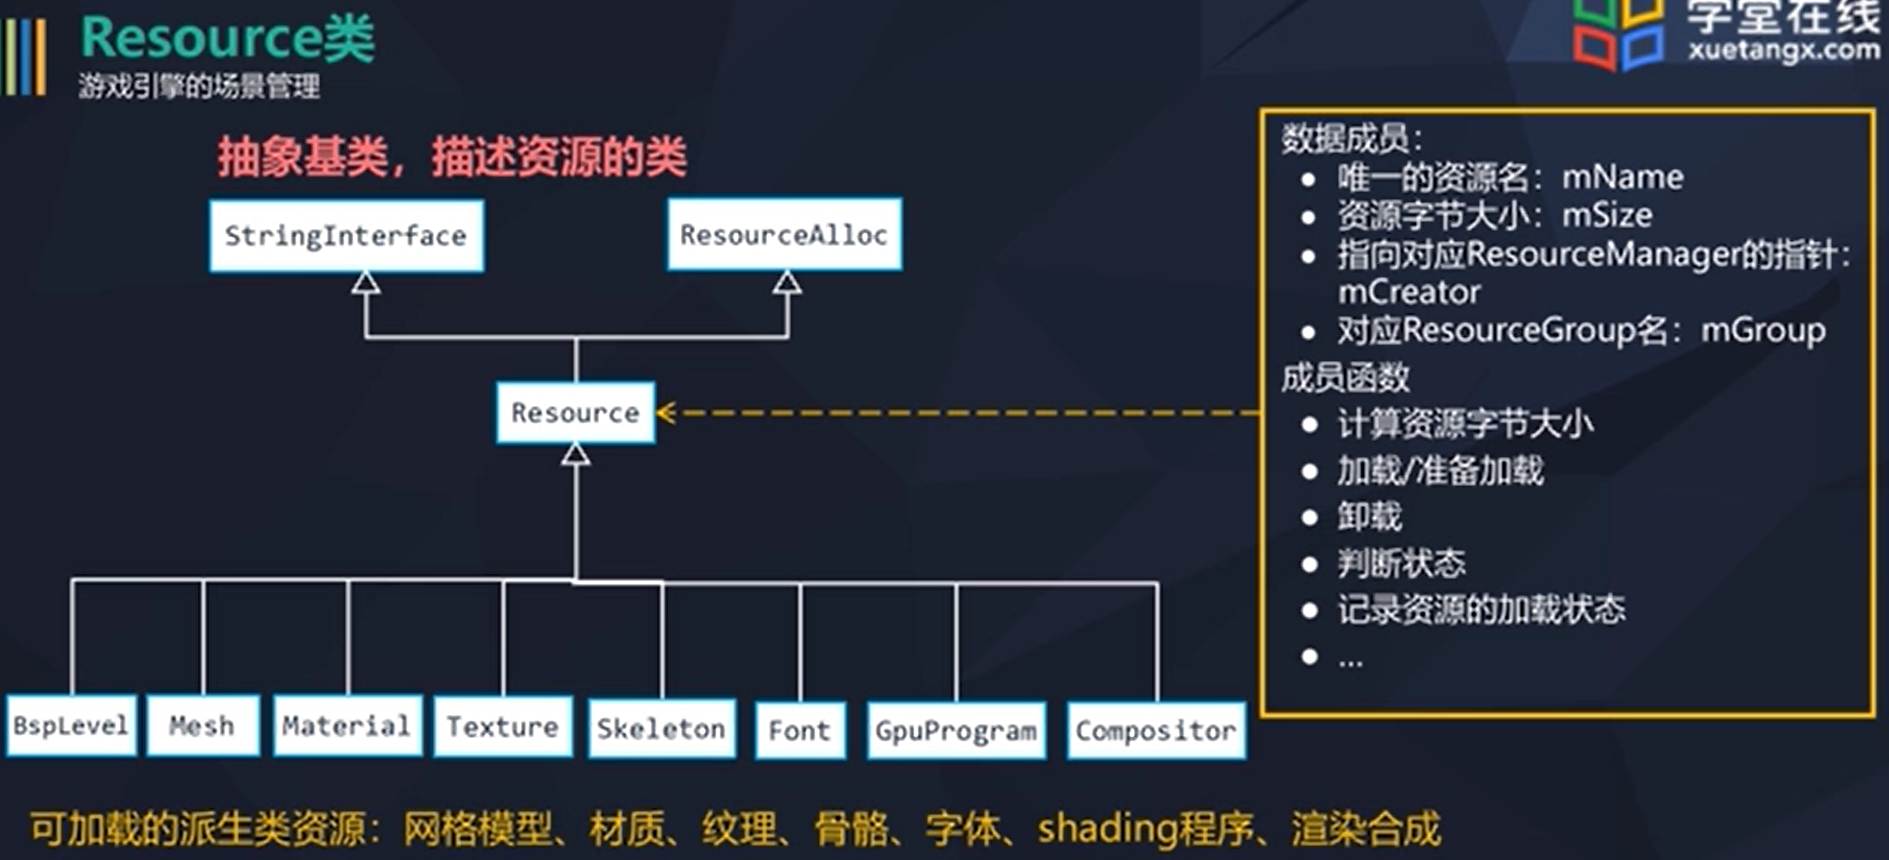 Resource类
游戏引擎的场景管理
学堂在线
xuetangx.com
抽象基类，描述资源的类
StringInterface
ResourceAlloc
Resource
BspLevel
Mesh
Material
Texture
Skeleton
Font
GpuProgram
Compositor
数据成员：
● 唯一的资源名：mName
● 资源字节大小：mSize
● 指向对应ResourceManager的指针：
mCreator
● 对应ResourceGroup名：mGroup
成员函数
● 计算资源字节大小
● 加载/准备加载
● 卸载
● 判断状态
● 记录资源的加载状态
● ...
可加载的派生类资源：网格模型、材质、纹理、骨骼、字体、shading程序、渲染合成